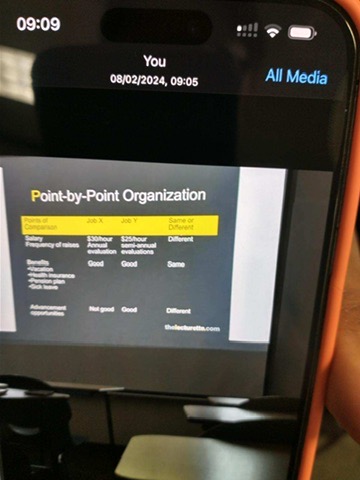 09:09
You
08/02/2024, 09:05
All Media
Point-by-Point Organization
Points of Comparison Job X Job Y Same or Different
Salary $30/hour $25/hour Different
Frequency of raises Annual evaluation semi-annual evaluations
Benefits Good Good Same
•Vacation
•Health insurance
•Pension plan
•Sick leave
Advancement opportunities Not good Good Different
thelecturette.com